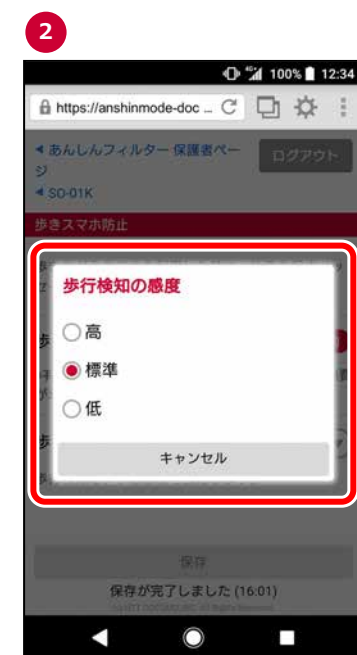 2
4G 100% 12:34
https://anshinmode-doc ...
◀ あんしんフィルター 保護者ページ
ログアウト
◀ SO-01K
歩きスマホ防止
歩行検知の感度
高
標準
低
キャンセル
保存
保存が完了しました (16:01)